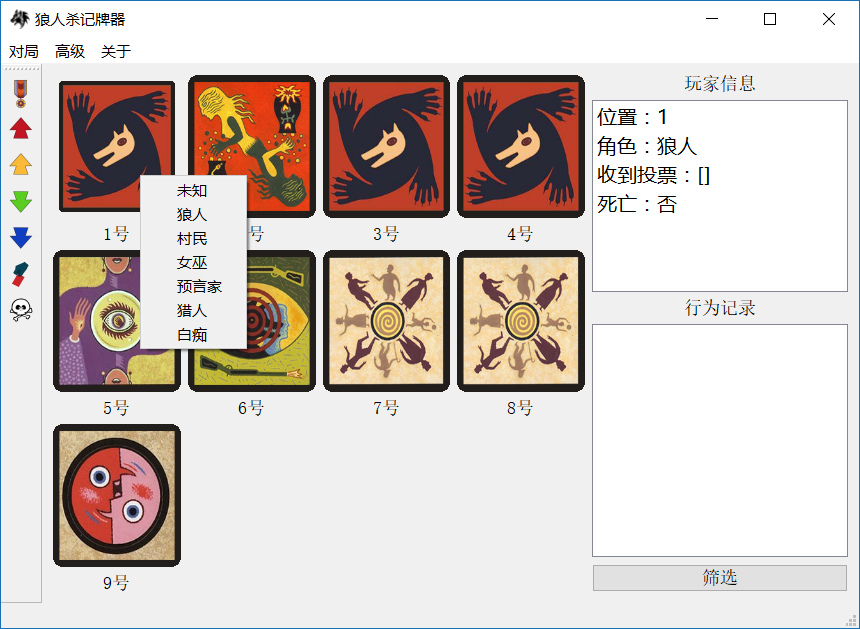 狼人杀记牌器
对局 高级 关于
玩家信息
位置：1
角色：狼人
收到投票：[]
死亡：否
未知
狼人
村民
女巫
预言家
猎人
白痴
1号
号
3号
4号
行为记录
5号
6号
7号
8号
9号
筛选